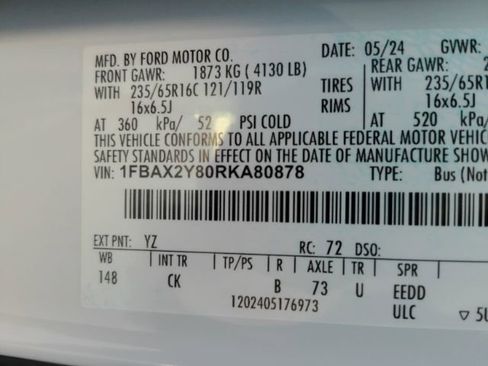 MFD. BY FORD MOTOR CO. DATE: 05/24 GVWR:
FRONT GAWR: 1873 KG ( 4130 LB) REAR GAWR: 2
WITH 235/65R16C 121/119R TIRES WITH 235/65R1
16x6.5J RIMS 16x6.5J
AT 360 kPa/ 52 PSI COLD AT 520 kPa/
THIS VEHICLE CONFORMS TO ALL APPLICABLE FEDERAL MOTOR VEHIC
SAFETY STANDARDS IN EFFECT ON THE DATE OF MANUFACTURE SHOW
VIN: 1FBAX2Y80RKA80878 TYPE: Bus (Not
EXT PNT: YZ RC: 72 DSO:
WB INT TR TP/PS R AXLE TR SPR
148 CK B 73 U EEDD
1202405176973 ULC ▽ 5U